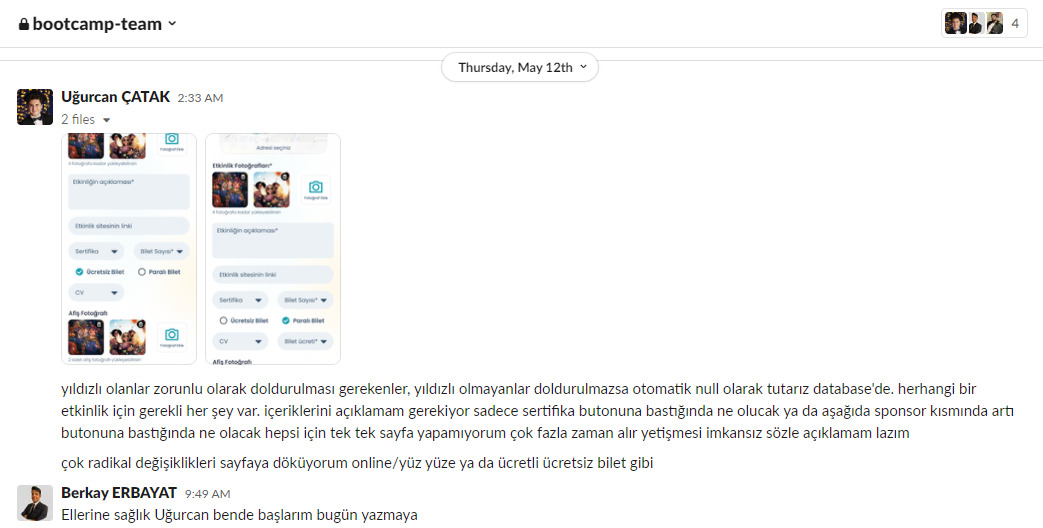 bootcamp-team
4
Thursday, May 12th
Uğurcan ÇATAK 2:33 AM
2 files
Etkinliğin açıklaması*
Etkinlik sitesinin linki
Sertifika Bilet Sayısı*
Ücretsiz Bilet Paralı Bilet
CV
Afiş Fotoğrafı
Adresi seçiniz
Etkinlik Fotoğrafları*
4 fotoğrafa kadar yükleyebilirsin
Etkinliğin açıklaması*
Etkinlik sitesinin linki
Sertifika Bilet Sayısı*
Ücretsiz Bilet Paralı Bilet
CV Bilet ücreti*
Afiş Fotoğrafı
yıldızlı olanlar zorunlu olarak doldurulması gerekenler, yıldızlı olmayanlar doldurulmazsa otomatik null olarak tutarız database'de. herhangi bir
etkinlik için gerekli her şey var. içeriklerini açıklamam gerekiyor sadece sertifika butonuna bastığında ne olucak ya da aşağıda sponsor kısmında artı
butonuna bastığında ne olacak hepsi için tek tek sayfa yapamıyorum çok fazla zaman alır yetişmesi imkansız sözle açıklamam lazım
çok radikal değişiklikleri sayfaya döküyorum online/yüz yüze ya da ücretli ücretsiz bilet gibi
Berkay ERBAYAT 9:49 AM
Ellerine sağlık Uğurcan bende başlarım bugün yazmaya